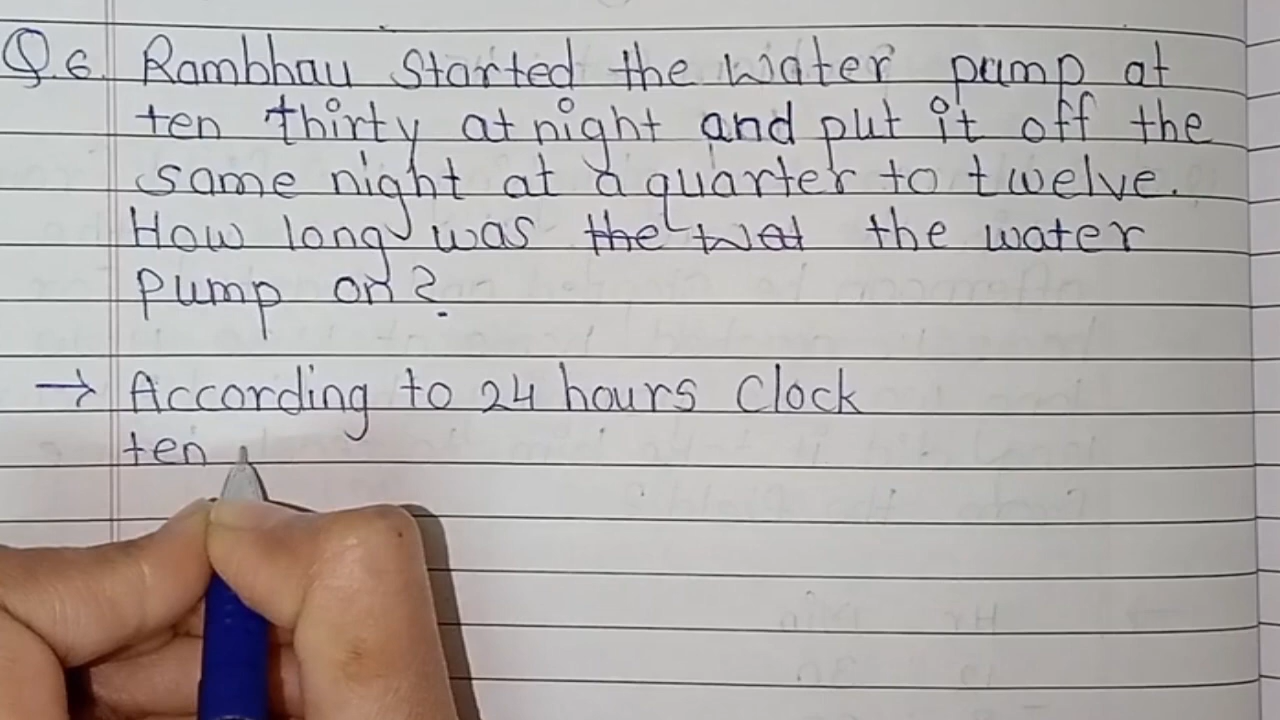 Q.6. Rambhau started the water pump at
ten thirty at night and put it off the
same night at a quarter to twelve.
How long was the wat the water
pump on?
→ According to 24 hours Clock
ten